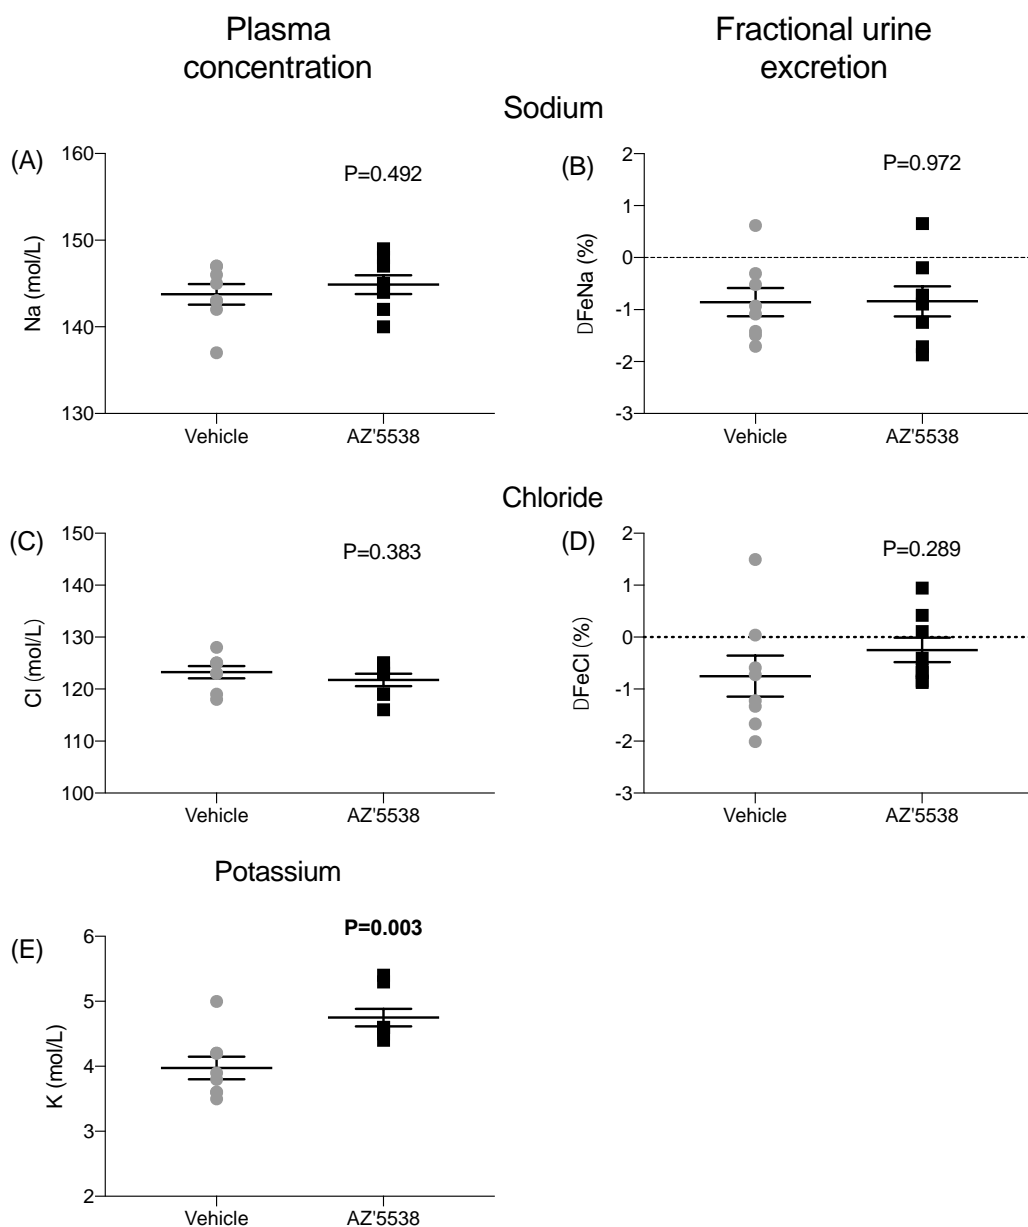 Plasma
concentration
Fractional urine
excretion
Sodium
(A)
160
150
140
130
Na (mol/L)
P=0.492
Vehicle
AZ'5538
(B)
2
1
0
-1
-2
-3
DFeNa (%)
P=0.972
Vehicle
AZ'5538
Chloride
(C)
150
140
130
120
110
100
Cl (mol/L)
P=0.383
Vehicle
AZ'5538
(D)
2
1
0
-1
-2
-3
DFeCl (%)
P=0.289
Vehicle
AZ'5538
Potassium
(E)
6
5
4
3
2
K (mol/L)
P=0.003
Vehicle
AZ'5538